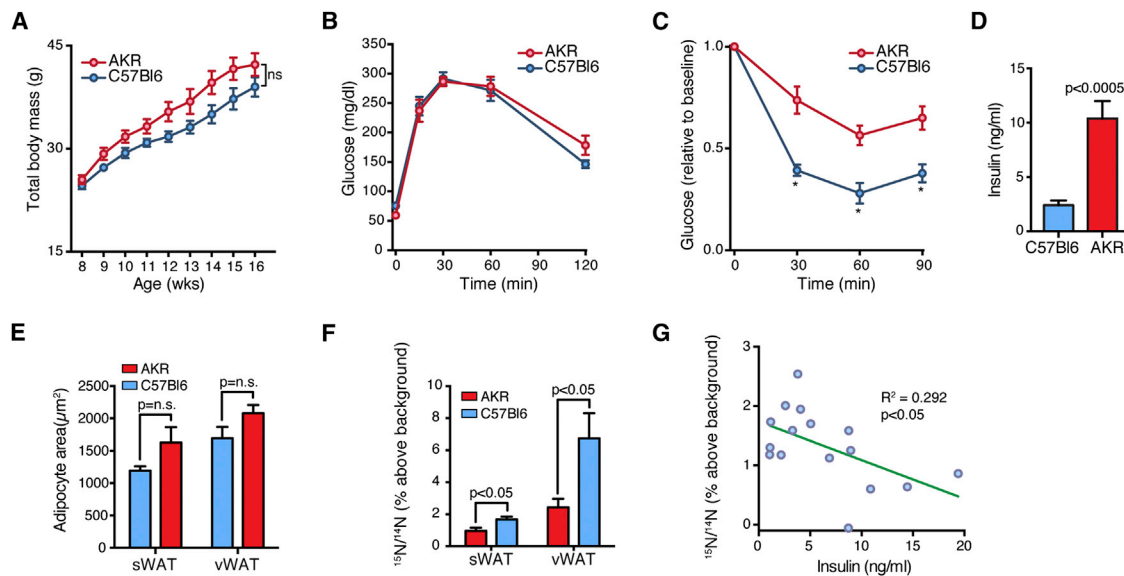 A
Total body mass (g)
45
30
15
AKR
C57Bl6
ns
8 9 10 11 12 13 14 15 16
Age (wks)
B
Glucose (mg/dl)
350
300
250
200
150
100
50
0
AKR
C57Bl6
0 30 60 90 120
Time (min)
C
Glucose (relative to baseline)
1.0
0.5
0.0
AKR
C57Bl6
* * *
0 30 60 90
Time (min)
D
Insulin (ng/ml)
15
10
5
0
p<0.0005
C57Bl6 AKR
E
Adipocyte area(µm²)
2500
2000
1500
1000
500
0
AKR
C57Bl6
p=n.s.
p=n.s.
sWAT vWAT
F
¹⁵N/¹⁴N (% above background)
10
8
6
4
2
0
AKR
C57Bl6
p<0.05
p<0.05
sWAT vWAT
G
¹⁵N/¹⁴N (% above background)
3
2
1
0
R² = 0.292
p<0.05
0 5 10 15 20
Insulin (ng/ml)